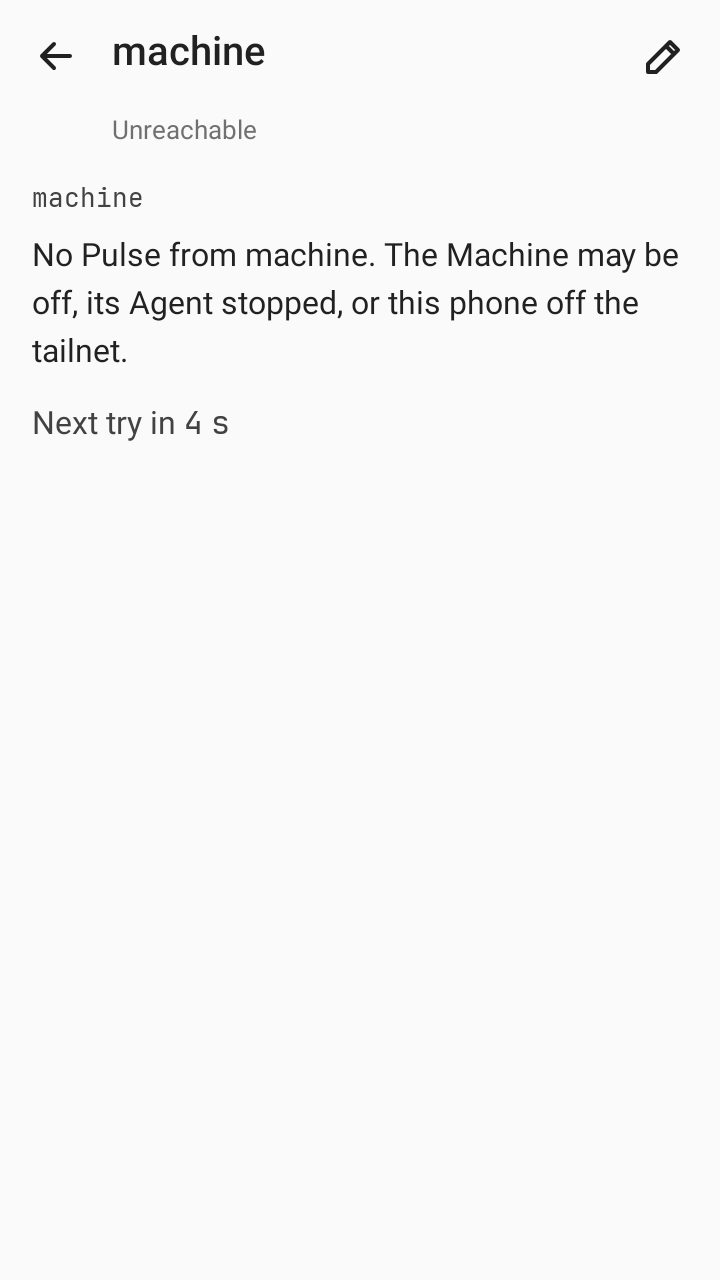 machine
Unreachable
machine
No Pulse from machine. The Machine may be
off, its Agent stopped, or this phone off the
tailnet.
Next try in 4 s